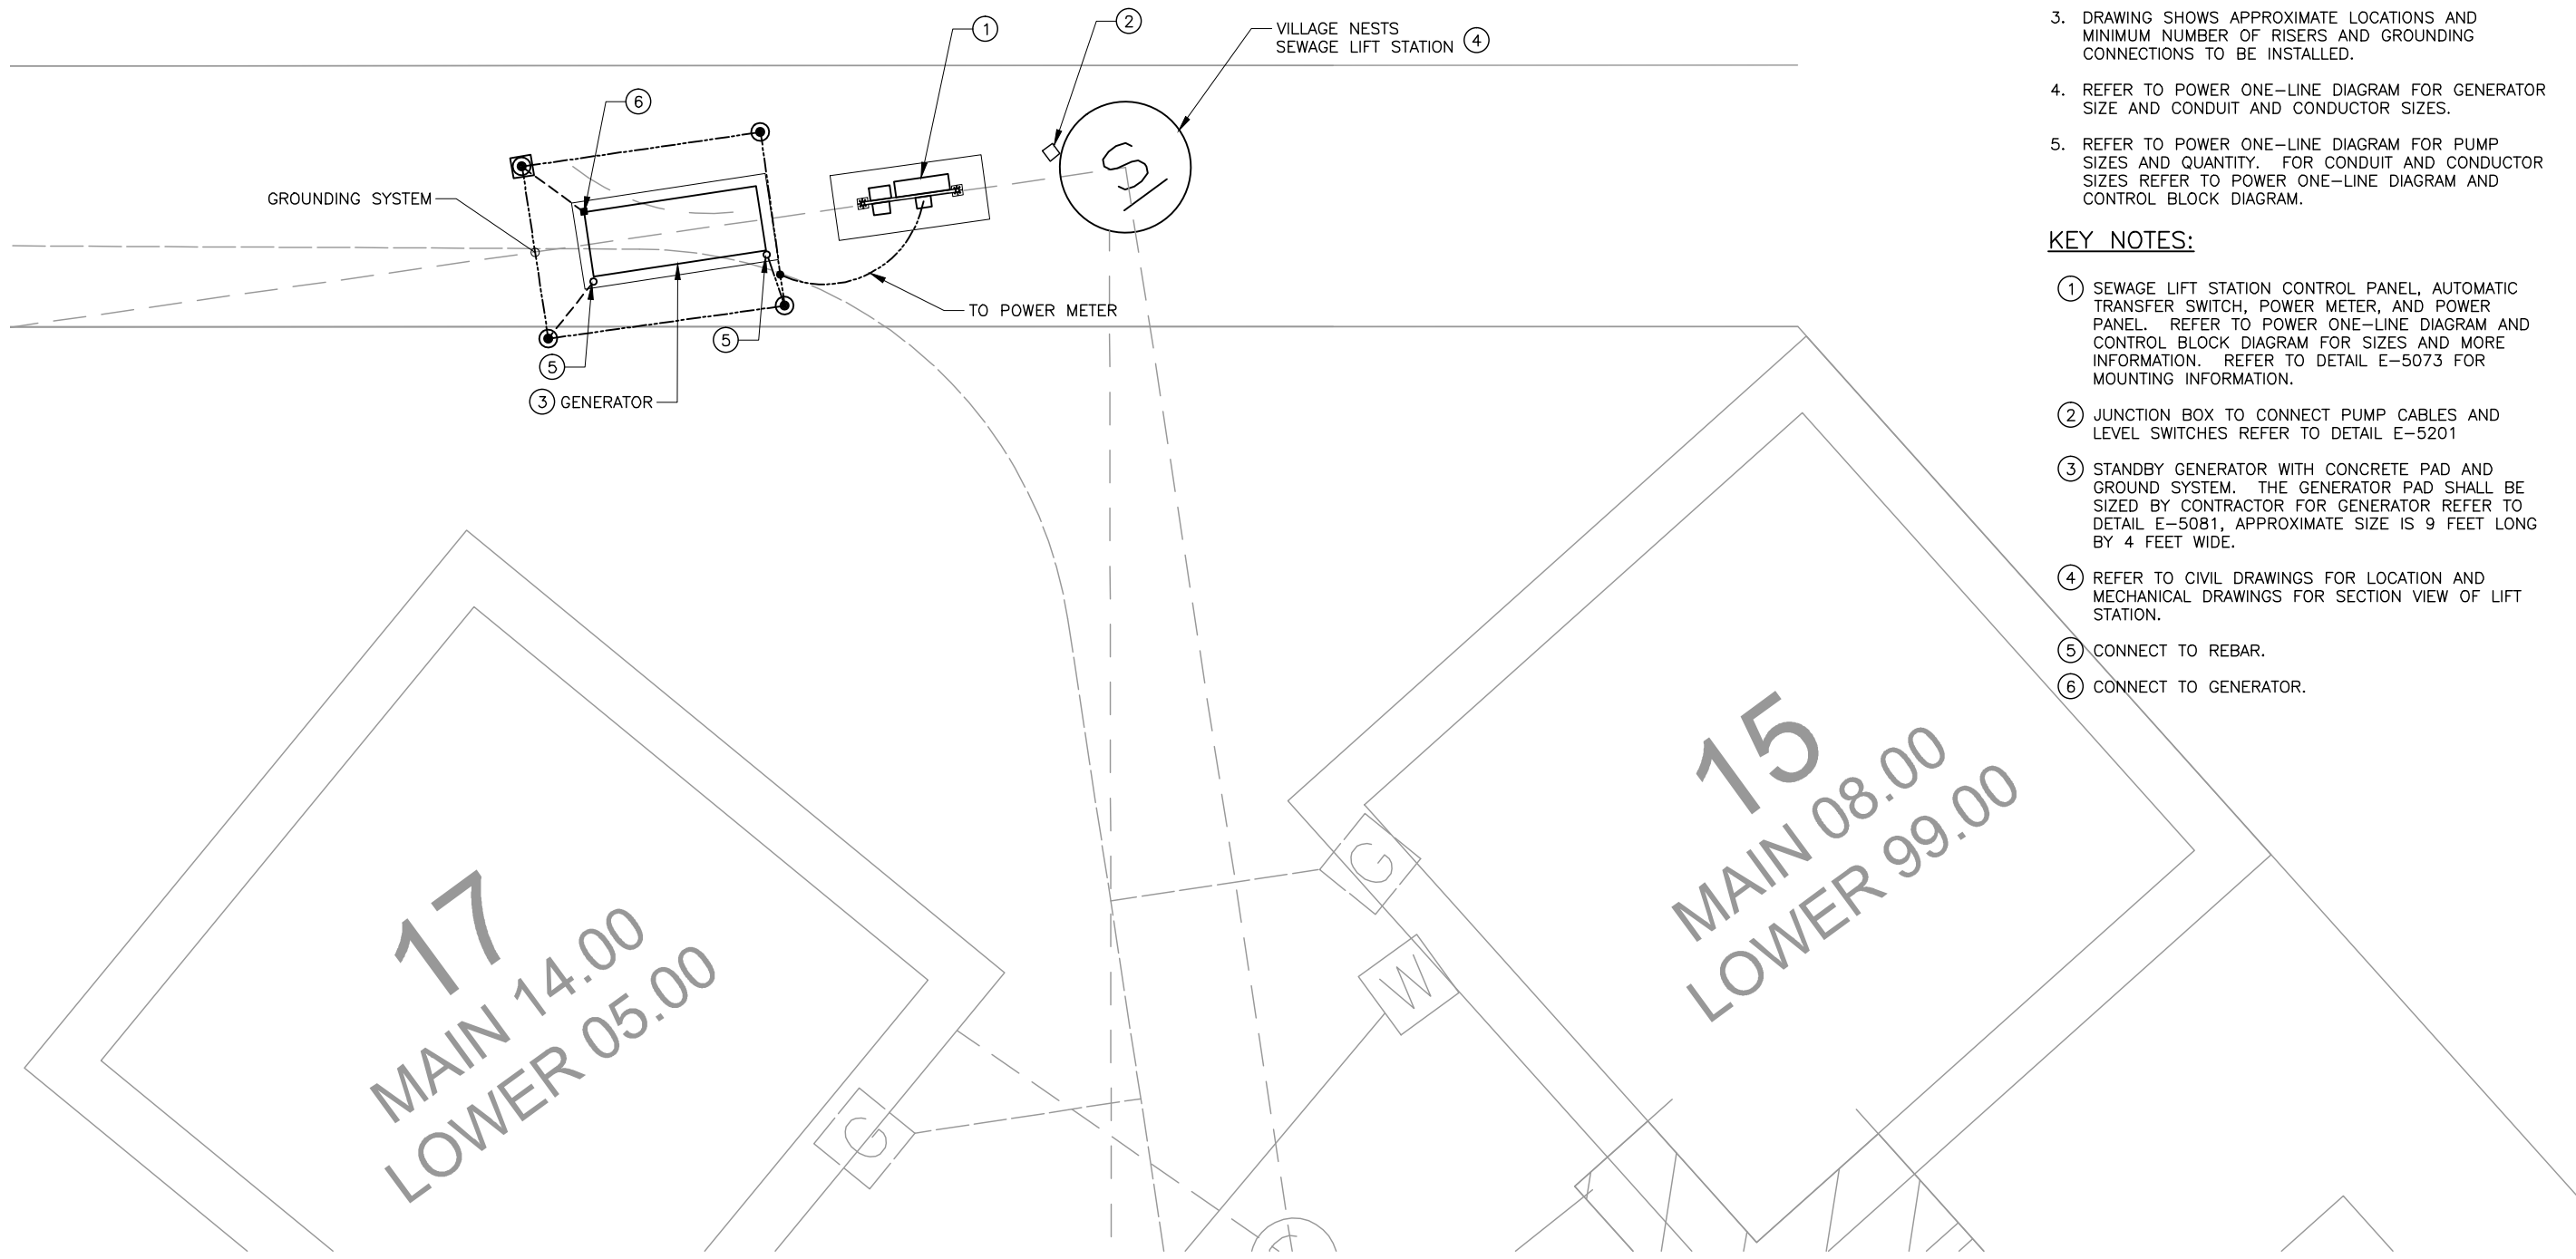 1
2
VILLAGE NESTS
SEWAGE LIFT STATION 4
6
GROUNDING SYSTEM
S
TO POWER METER
5
5
3 GENERATOR
3. DRAWING SHOWS APPROXIMATE LOCATIONS AND
MINIMUM NUMBER OF RISERS AND GROUNDING
CONNECTIONS TO BE INSTALLED.
4. REFER TO POWER ONE-LINE DIAGRAM FOR GENERATOR
SIZE AND CONDUIT AND CONDUCTOR SIZES.
5. REFER TO POWER ONE-LINE DIAGRAM FOR PUMP
SIZES AND QUANTITY. FOR CONDUIT AND CONDUCTOR
SIZES REFER TO POWER ONE-LINE DIAGRAM AND
CONTROL BLOCK DIAGRAM.
KEY NOTES:
1 SEWAGE LIFT STATION CONTROL PANEL, AUTOMATIC
TRANSFER SWITCH, POWER METER, AND POWER
PANEL. REFER TO POWER ONE-LINE DIAGRAM AND
CONTROL BLOCK DIAGRAM FOR SIZES AND MORE
INFORMATION. REFER TO DETAIL E-5073 FOR
MOUNTING INFORMATION.
2 JUNCTION BOX TO CONNECT PUMP CABLES AND
LEVEL SWITCHES REFER TO DETAIL E-5201
3 STANDBY GENERATOR WITH CONCRETE PAD AND
GROUND SYSTEM. THE GENERATOR PAD SHALL BE
SIZED BY CONTRACTOR FOR GENERATOR REFER TO
DETAIL E-5081, APPROXIMATE SIZE IS 9 FEET LONG
BY 4 FEET WIDE.
4 REFER TO CIVIL DRAWINGS FOR LOCATION AND
MECHANICAL DRAWINGS FOR SECTION VIEW OF LIFT
STATION.
5 CONNECT TO REBAR.
6 CONNECT TO GENERATOR.
15
MAIN 08.00
LOWER 99.00
G
W
17
MAIN 14.00
LOWER 05.00
G